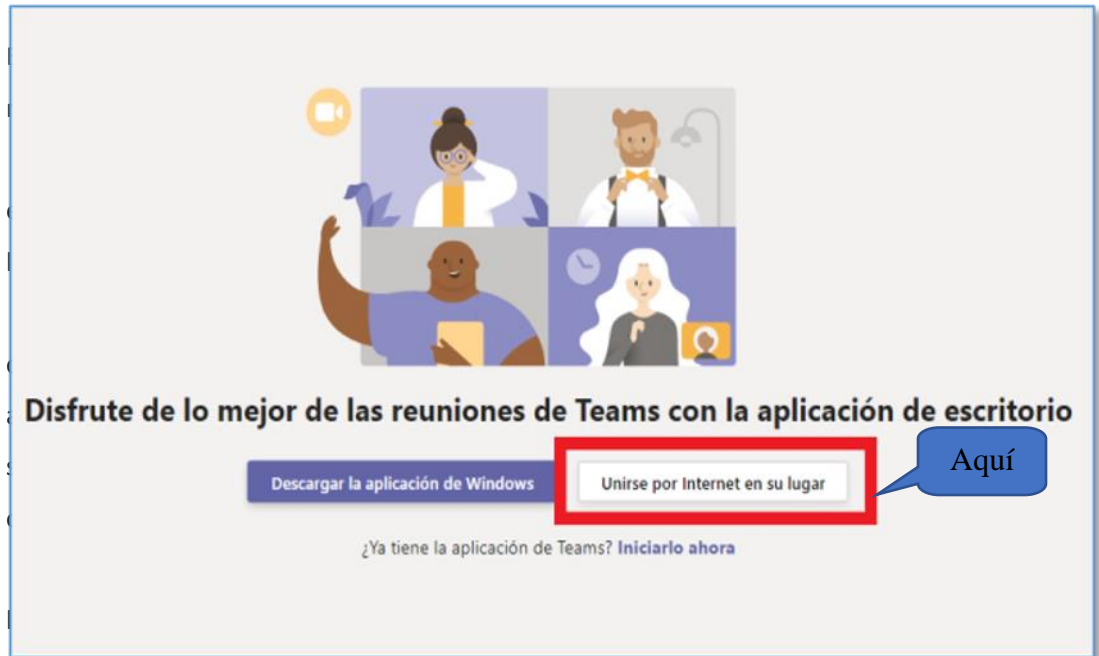 Disfrute de lo mejor de las reuniones de Teams con la aplicación de escritorio
Aquí
Descargar la aplicación de Windows
Unirse por Internet en su lugar
¿Ya tiene la aplicación de Teams? Iniciarlo ahora